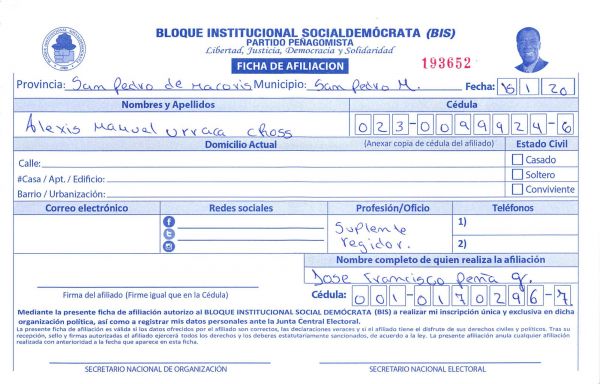 BLOQUE INSTITUCIONAL SOCIALDEMÓCRATA (BIS)
PARTIDO PEÑAGOMISTA
Libertad, Justicia, Democracia y Solidaridad
FICHA DE AFILIACION
193652
Provincia: San Pedro de Macoris Municipio: San Pedro M. Fecha: 16 1 20
Nombres y Apellidos Cédula
Alexis Manuel Urraca Choss 023-0099924-6
Domicilio Actual (Anexar copia de cédula del afiliado) Estado Civil
Calle: Casado
#Casa / Apt. / Edificio: Soltero
Barrio / Urbanización: Conviviente
Correo electrónico Redes sociales Profesión/Oficio Teléfonos
Suplente 1)
regidor. 2)
Nombre completo de quien realiza la afiliación
Jose Francisco Peña g.
Firma del afiliado (Firme igual que en la Cédula) Cédula: 001-0170296-7
Mediante la presente ficha de afiliación autorizo al BLOQUE INSTITUCIONAL SOCIAL DEMÓCRATA (BIS) a realizar mi inscripción única y exclusiva en dicha
organización política, así como a registrar mis datos personales ante la Junta Central Electoral.
La presente ficha de afiliación es válida si los datos ofrecidos por el afiliado son correctos, las declaraciones veraces y si el afiliado tiene el disfrute de sus derechos civiles y políticos. Tras su
recepción, sello y firmas autorizadas el afiliado ejercerá todos los derechos y los deberes estatutariamente sancionados, de acuerdo a la ley. La presente afiliación anula cualquier afiliación
realizada con anterioridad a la fecha que aparece en esta ficha.
SECRETARIO NACIONAL DE ORGANIZACIÓN SECRETARIO NACIONAL ELECTORAL